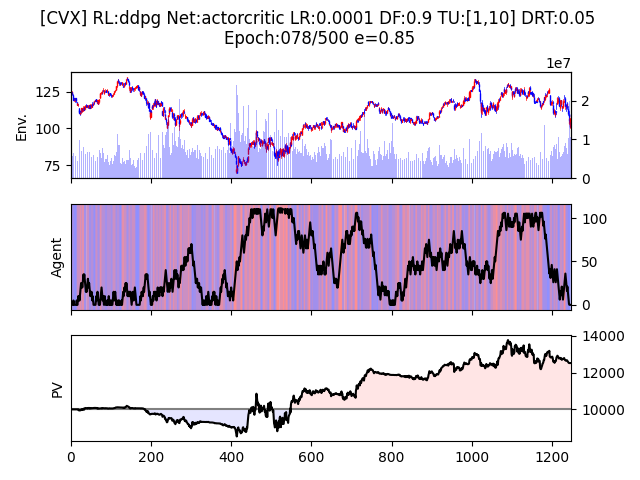 [CVX] RL:ddpg Net:actorcritic LR:0.0001 DF:0.9 TU:[1,10] DRT:0.05
Epoch:078/500 e=0.85
1e7
Env.
125
100
75
2
1
0
Agent
100
50
0
PV
14000
12000
10000
0 200 400 600 800 1000 1200